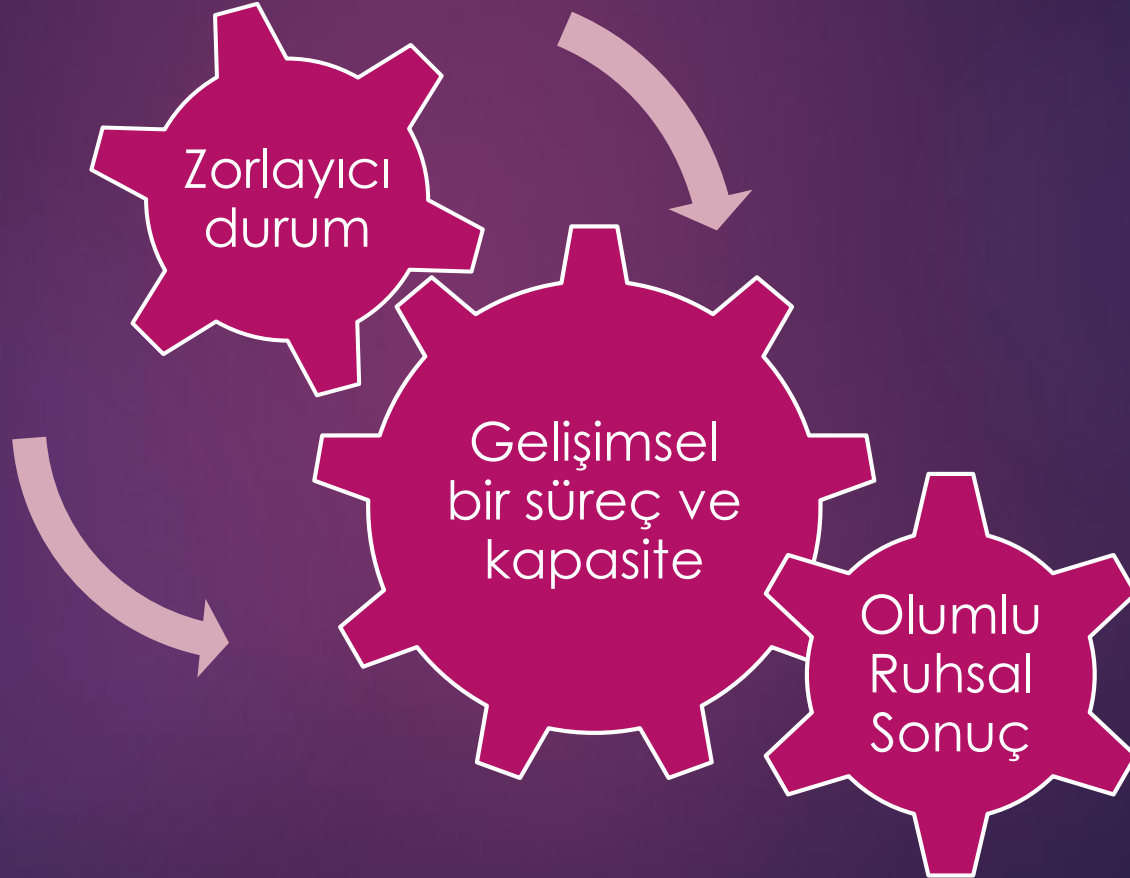 Zorlayıcı
durum
Gelişimsel
bir süreç ve
kapasite
Olumlu
Ruhsal
Sonuç